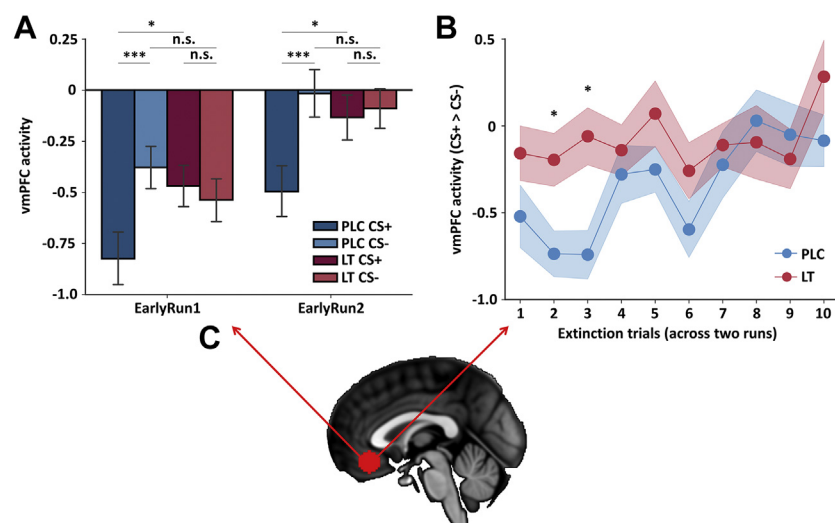 A
0.25
0
-0.25
-0.5
-0.75
-1.0
vmPFC activity
* *
n.s. n.s.
*** n.s. *** n.s.
PLC CS+
PLC CS-
LT CS+
LT CS-
EarlyRun1 EarlyRun2
B
0.5
0
-0.5
-1.0
vmPFC activity (CS+ > CS-)
* *
PLC
LT
1 2 3 4 5 6 7 8 9 10
Extinction trials (across two runs)
C